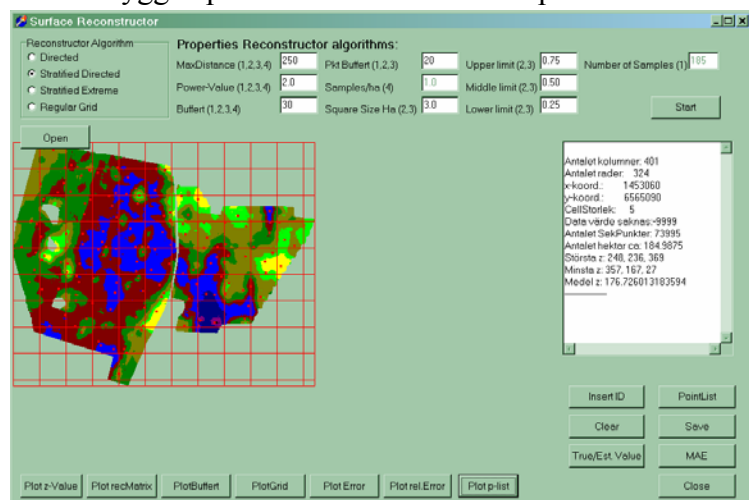 Surface Reconstructor
Reconstructor Algorithm
Directed
Stratified Directed
Stratified Extreme
Regular Grid
Properties Reconstructor algorithms:
MaxDistance (1,2,3,4) 250 Pkt Buffert (1,2,3) 20 Upper limit (2,3) 0.75 Number of Samples (1) 185
Power-Value (1,2,3,4) 2.0 Samples/ha (4) 1.0 Middle limit (2,3) 0.50
Buffert (1,2,3,4) 30 Square Size Ha (2,3) 3.0 Lower limit (2,3) 0.25
Start
Open
Antalet kolumner: 401
Antalet rader: 324
x-koord.: 1453060
y-koord.: 6565090
CellStorlek: 5
Data värde saknas:-9999
Antalet SekPunkter: 73995
Antalet hektar ca: 184.9875
Största z: 248, 236, 369
Minsta z: 357, 167, 27
Medel z: 176.726013183594
Insert ID PointList
Clear Save
True/Est. Value MAE
Plot z-Value Plot recMatrix PlotBuffert PlotGrid Plot Error Plot rel.Error Plot p-list Close